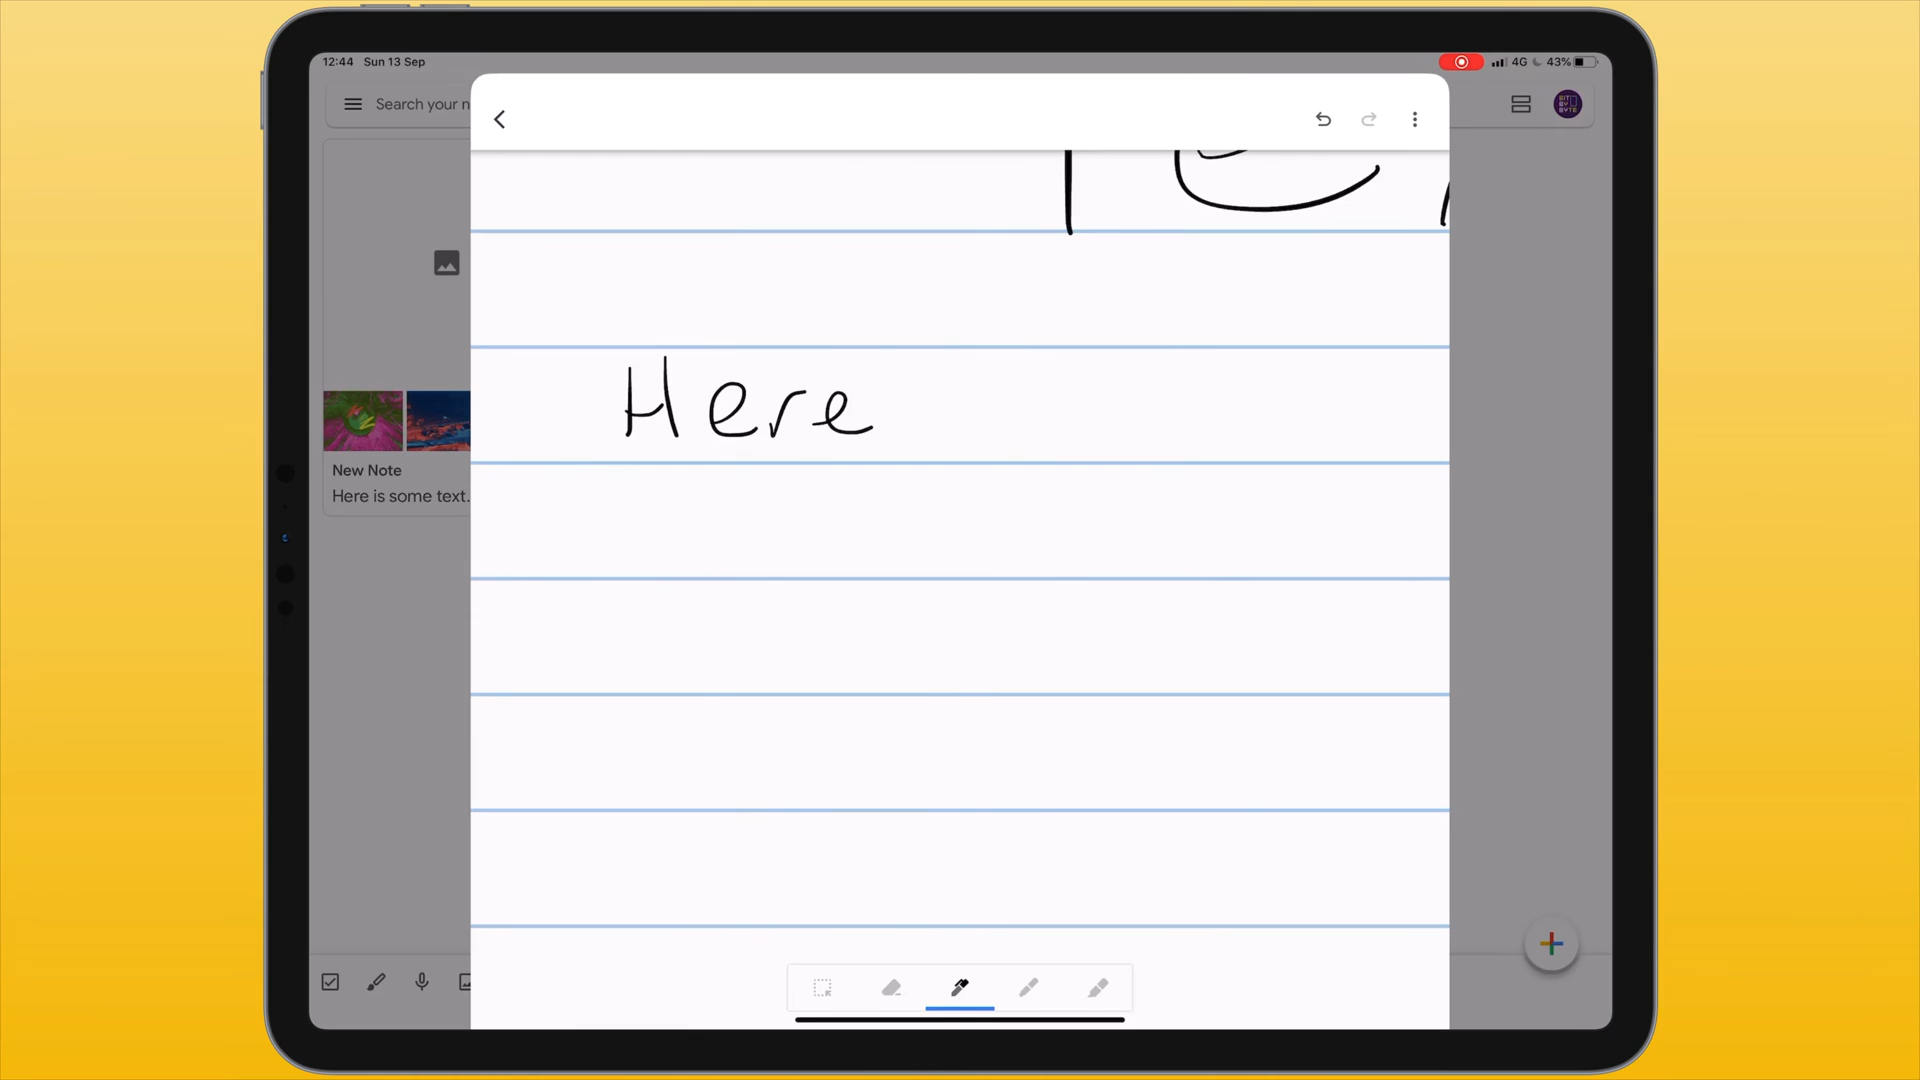 12:44 Sun 13 Sep
4G 43%
Search your n
Here
New Note
Here is some text.